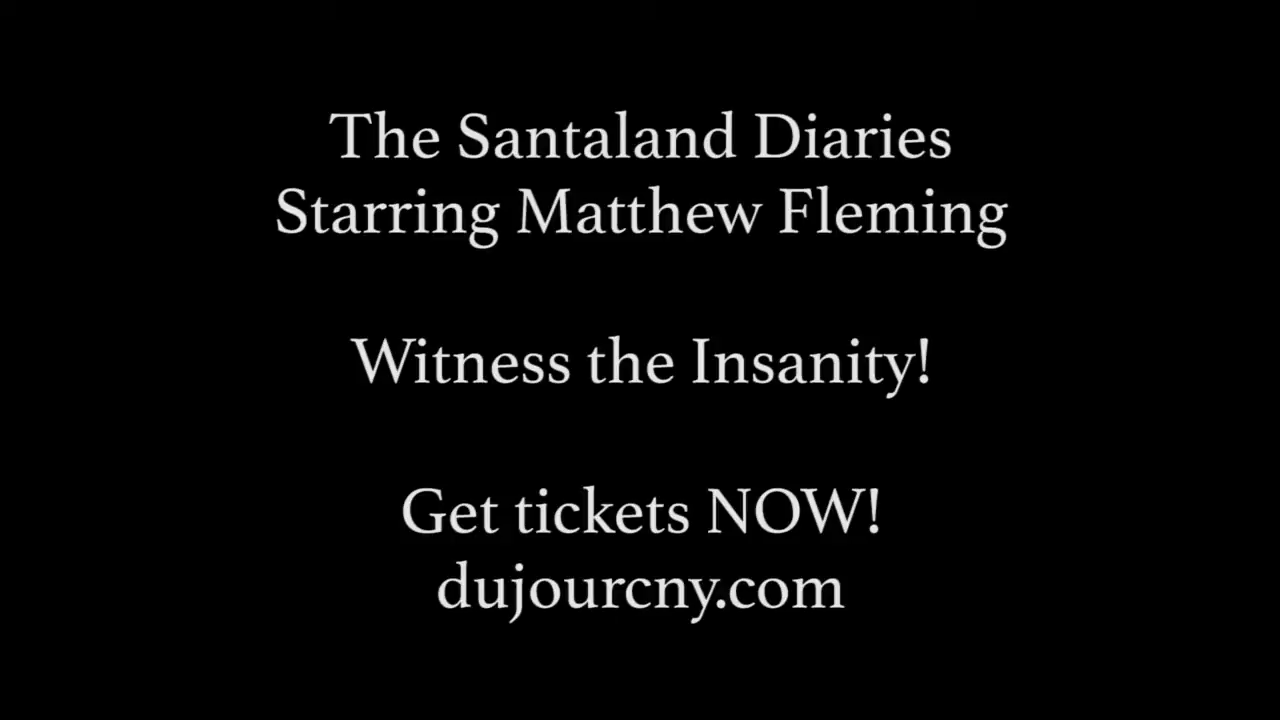 The Santaland Diaries
Starring Matthew Fleming
Witness the Insanity!
Get tickets NOW!
dujourcny.com